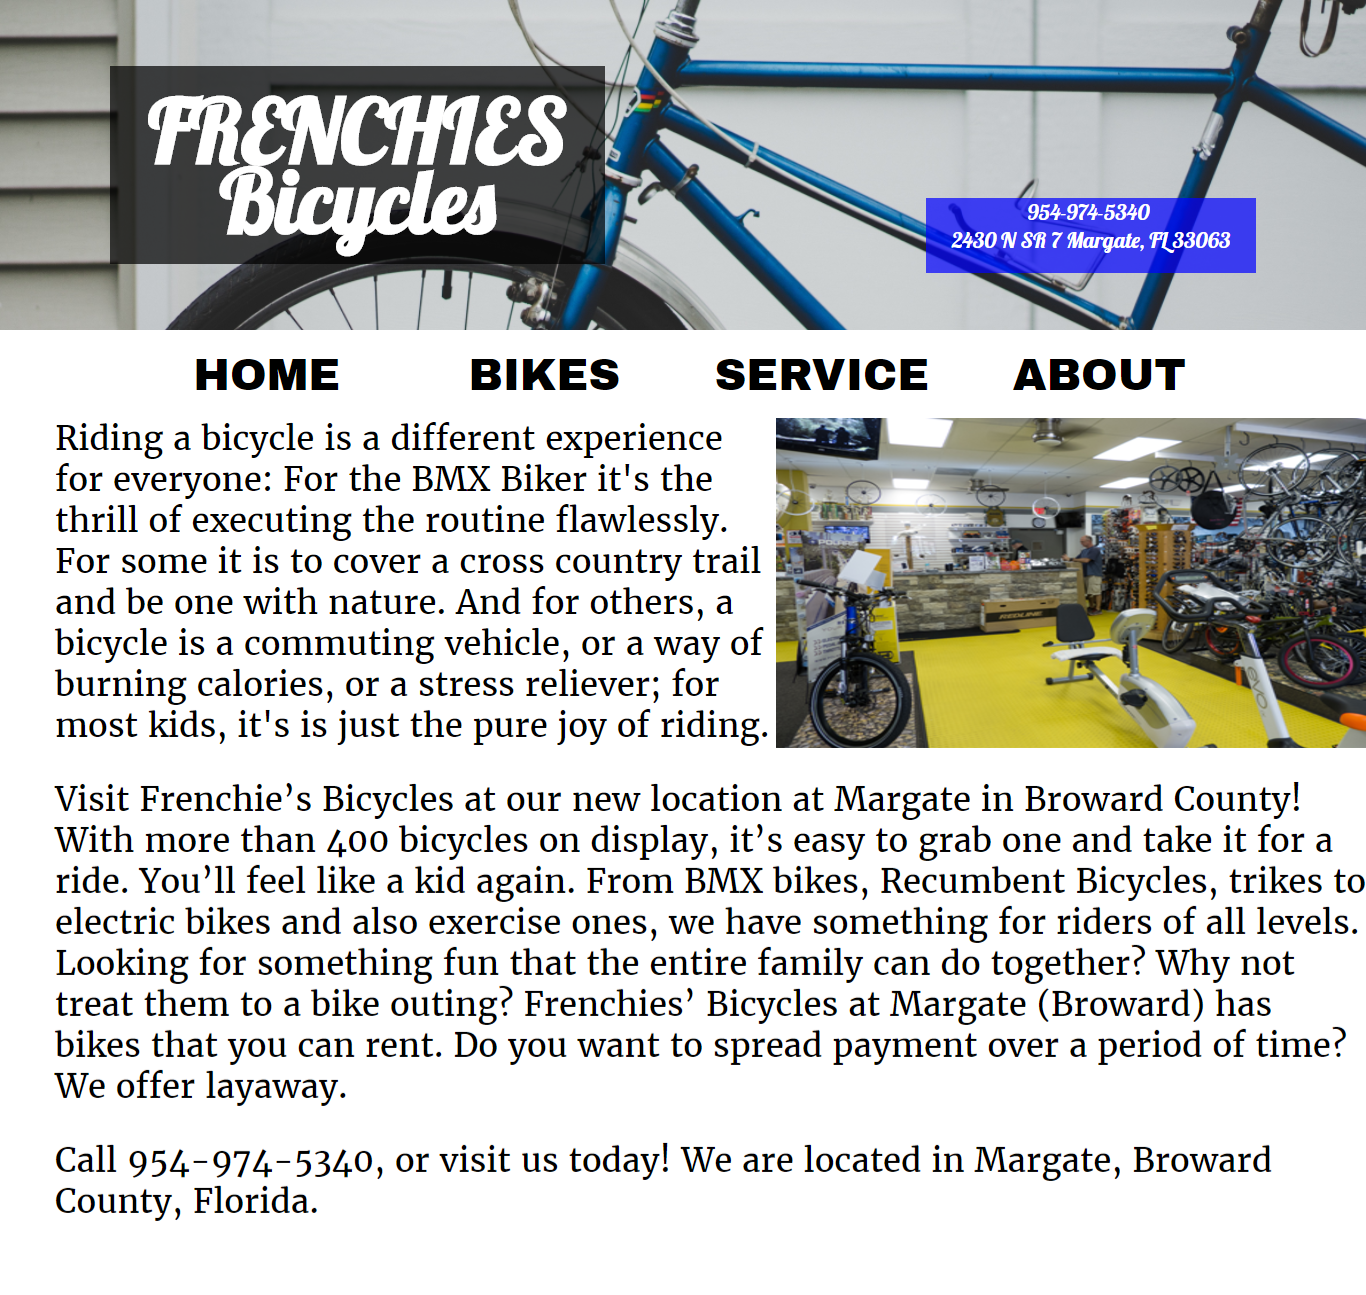 FRENCHIES
Bicycles
954-974-5340
2430 N SR 7 Margate, FL 33063
HOME BIKES SERVICE ABOUT
Riding a bicycle is a different experience
for everyone: For the BMX Biker it's the
thrill of executing the routine flawlessly.
For some it is to cover a cross country trail
and be one with nature. And for others, a
bicycle is a commuting vehicle, or a way of
burning calories, or a stress reliever; for
most kids, it's is just the pure joy of riding.
REDLINE
EVO
Visit Frenchie’s Bicycles at our new location at Margate in Broward County!
With more than 400 bicycles on display, it’s easy to grab one and take it for a
ride. You’ll feel like a kid again. From BMX bikes, Recumbent Bicycles, trikes to
electric bikes and also exercise ones, we have something for riders of all levels.
Looking for something fun that the entire family can do together? Why not
treat them to a bike outing? Frenchies’ Bicycles at Margate (Broward) has
bikes that you can rent. Do you want to spread payment over a period of time?
We offer layaway.
Call 954-974-5340, or visit us today! We are located in Margate, Broward
County, Florida.